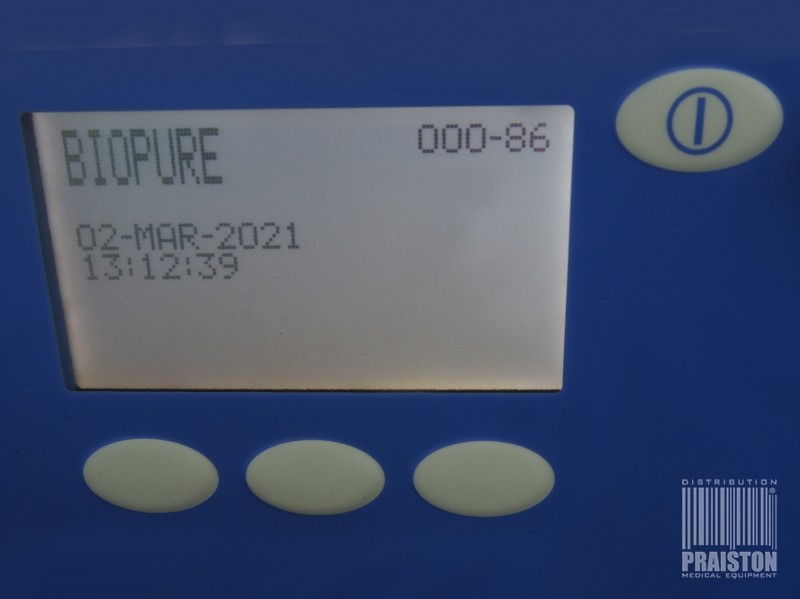 BIOPURE 000-86
02-MAR-2021
13:12:39
DISTRIBUTION
®
PRAISTON
MEDICAL EQUIPMENT